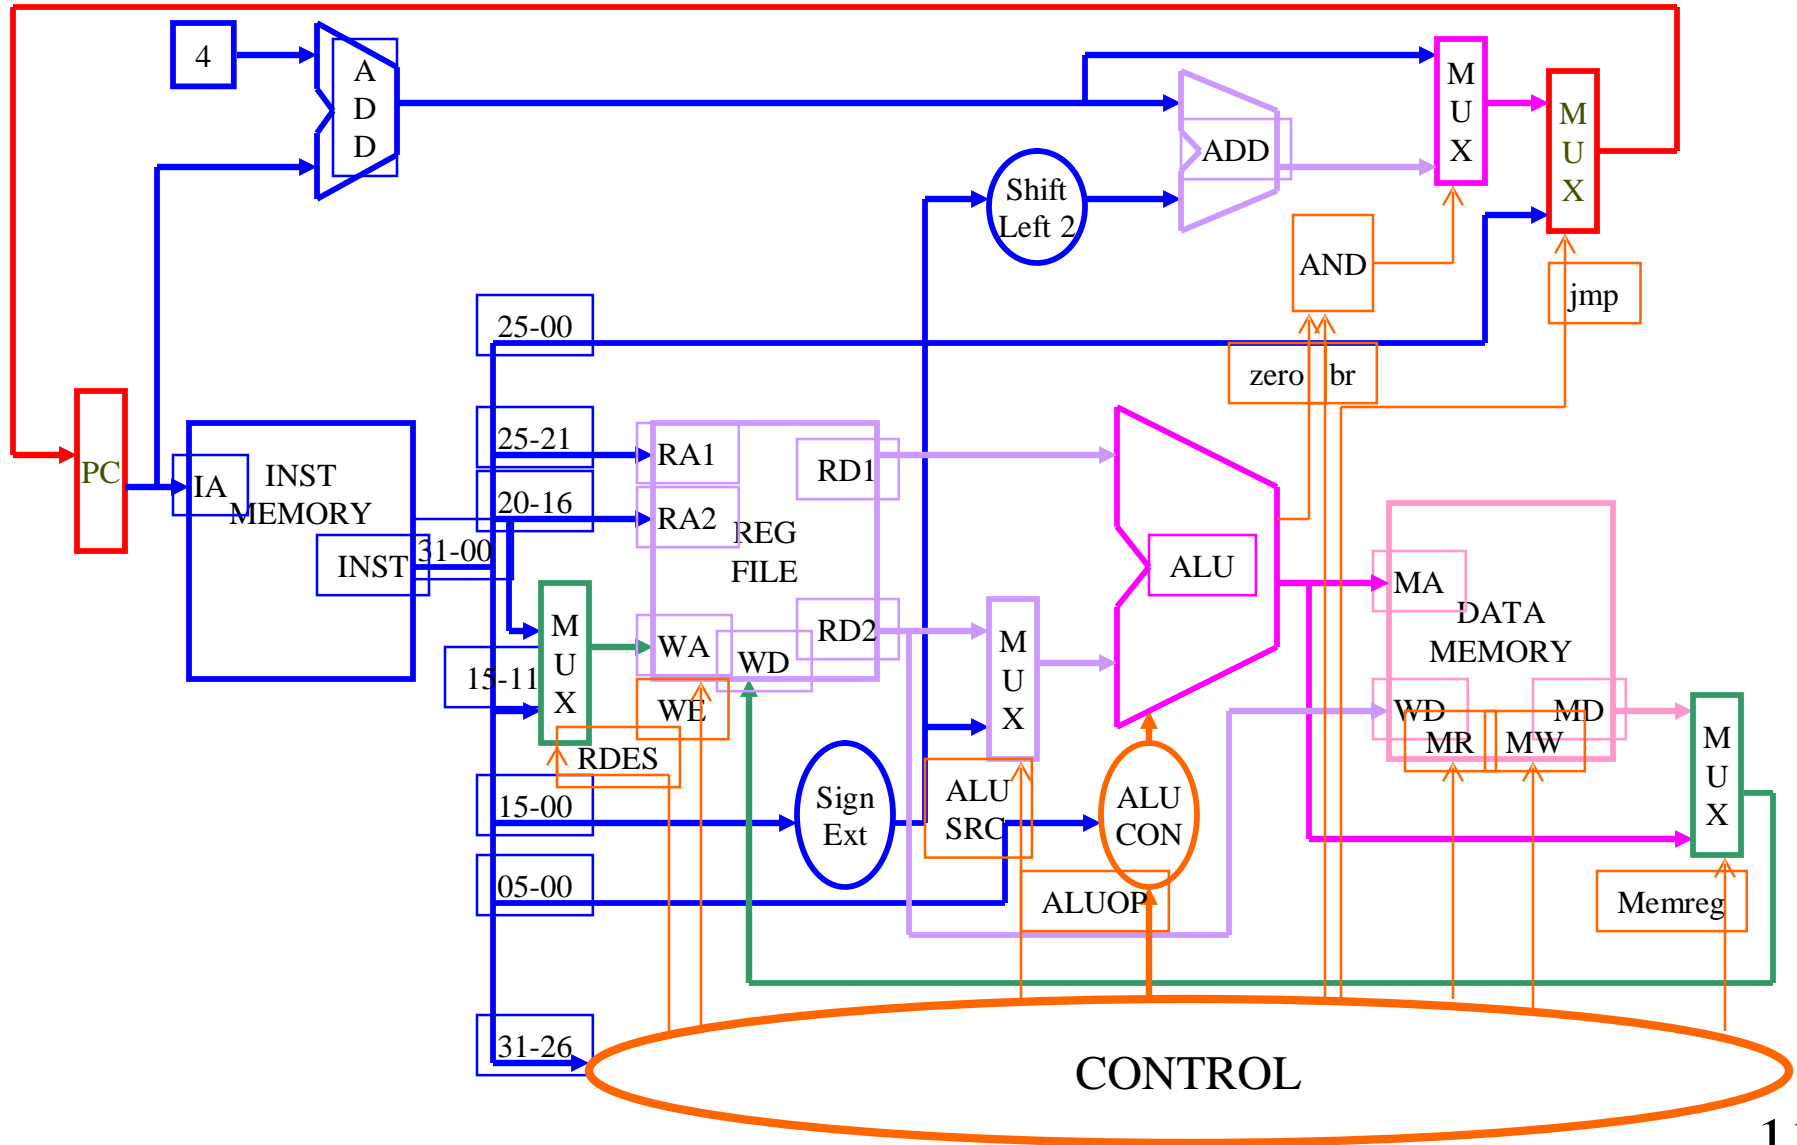 4
A
D
D
M
U
X
M
U
X
ADD
Shift
Left 2
AND
jmp
25-00
zero
br
25-21
RA1
RD1
PC
IA
INST
MEMORY
20-16
RA2
REG
FILE
31-00
INST
ALU
MA
DATA
MEMORY
M
U
X
WA
WD
RD2
M
U
X
15-11
WE
RDES
WD
MD
MR
MW
M
U
X
15-00
Sign
Ext
ALU
SRC
ALU
CON
05-00
ALUOP
Memreg
31-26
CONTROL